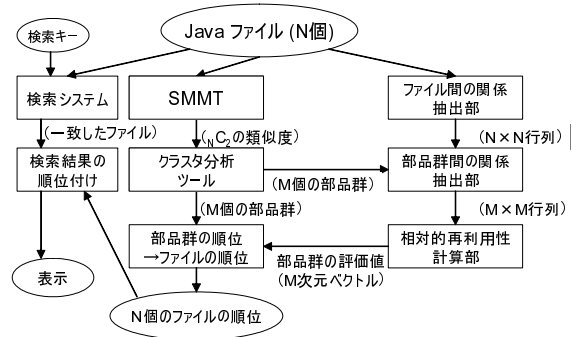 検索キー
Java ファイル (N個)
検索システム
SMMT
ファイル間の関係
抽出部
(一致したファイル)
(NC2の類似度)
(N×N行列)
検索結果の
順位付け
クラスタ分析
ツール
(M個の部品群)
部品群間の関係
抽出部
(M個の部品群)
(M×M行列)
部品群の順位
→ファイルの順位
部品群の評価値
(M次元ベクトル)
相対的再利用性
計算部
表示
N個のファイルの順位